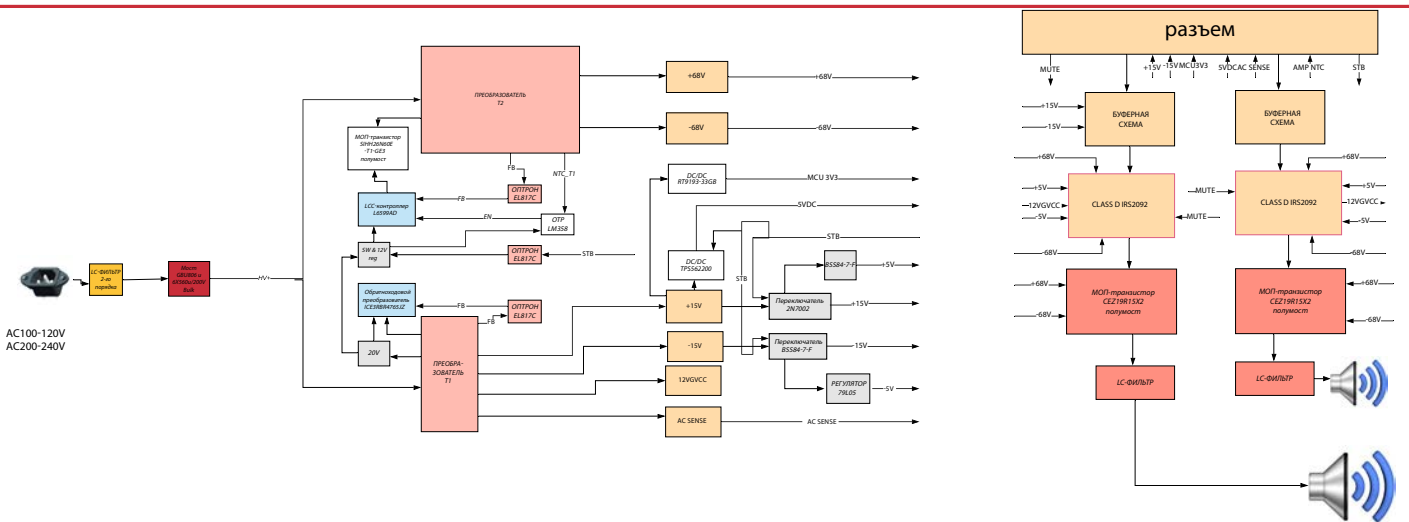 AC100-120V
AC200-240V
LC-ФИЛЬТР
2-го
порядка
Мост
GBU806 и
HV+
ПРЕОБРАЗОВАТЕЛЬ
T2
МОП-транзистор
SIHH26N60E
-T1-GE3
полумост
LCC-контроллер
L6599AD
SW & 12V
reg
Обратноходовой
преобразователь
ICE5RBR4765JZ
20V
FB
NTC_T1
FB
ОПТРОН
EL817C
EN
OTP
LM358
ОПТРОН
EL817C
STB
FB
FB
ОПТРОН
EL817C
ПРЕОБРА-
ЗОВАТЕЛЬ
T1
+68V
+68V
-68V
-68V
DC/DC
RT9193-33GB
MCU 3V3
5VDC
STB
DC/DC
TPS562200
STB
+15V
-15V
12VGVCC
AC SENSE
AC SENSE
BSS84-7-F
+5V
Переключатель
2N7002
+15V
Переключатель
BSS84-7-F
-15V
РЕГУЛЯТОР
79L05
-5V
разъем
MUTE
+15V
-15V
MCU3V3
5VDC
AC SENSE
AMP NTC
STB
+15V
-15V
БУФЕРНАЯ
СХЕМА
БУФЕРНАЯ
СХЕМА
+68V
+5V
12VGVCC
-5V
-68V
CLASS D IRS2092
MUTE
MUTE
+68V
CLASS D IRS2092
+5V
12VGVCC
-5V
-68V
+68V
-68V
МОП-транзистор
CEZ19R15X2
полумост
МОП-транзистор
CEZ19R15X2
полумост
+68V
-68V
LC-ФИЛЬТР
LC-ФИЛЬТР